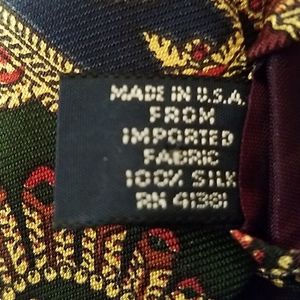 MADE IN U.S.A.
FROM
IMPORTED
FABRIC
100% SILK
RN 41381